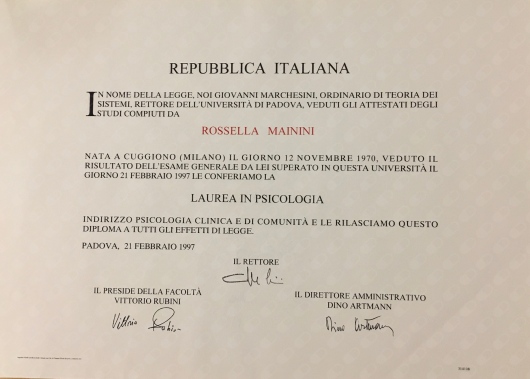 REPUBBLICA ITALIANA
IN NOME DELLA LEGGE, NOI GIOVANNI MARCHESINI, ORDINARIO DI TEORIA DEI
SISTEMI, RETTORE DELL'UNIVERSITÀ DI PADOVA, VEDUTI GLI ATTESTATI DEGLI
STUDI COMPIUTI DA
ROSSELLA MAININI
NATA A CUGGIONO (MILANO) IL GIORNO 12 NOVEMBRE 1970, VEDUTO IL
RISULTATO DELL'ESAME GENERALE DA LEI SUPERATO IN QUESTA UNIVERSITÀ IL
GIORNO 21 FEBBRAIO 1997 LE CONFERIAMO LA
LAUREA IN PSICOLOGIA
INDIRIZZO PSICOLOGIA CLINICA E DI COMUNITÀ E LE RILASCIAMO QUESTO
DIPLOMA A TUTTI GLI EFFETTI DI LEGGE.
PADOVA, 21 FEBBRAIO 1997
IL RETTORE
IL PRESIDE DELLA FACOLTÀ
VITTORIO RUBINI
IL DIRETTORE AMMINISTRATIVO
DINO ARTMANN
Vittorio Rubini
Dino Artmann